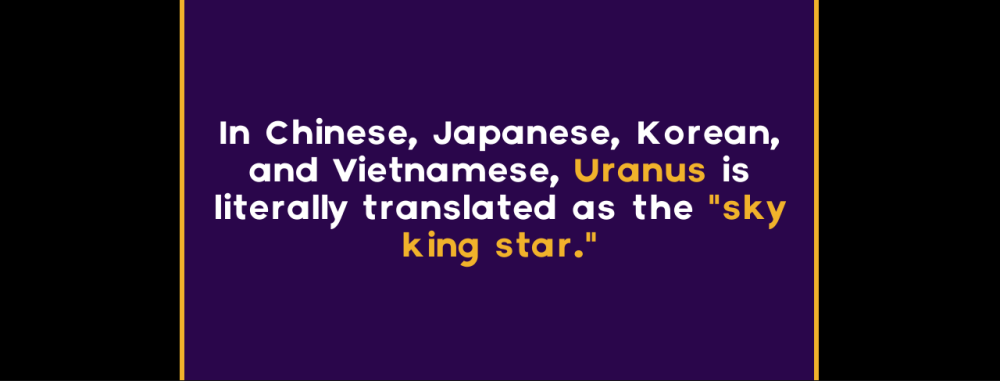 In Chinese, Japanese, Korean,
and Vietnamese, Uranus is
literally translated as the "sky
king star."